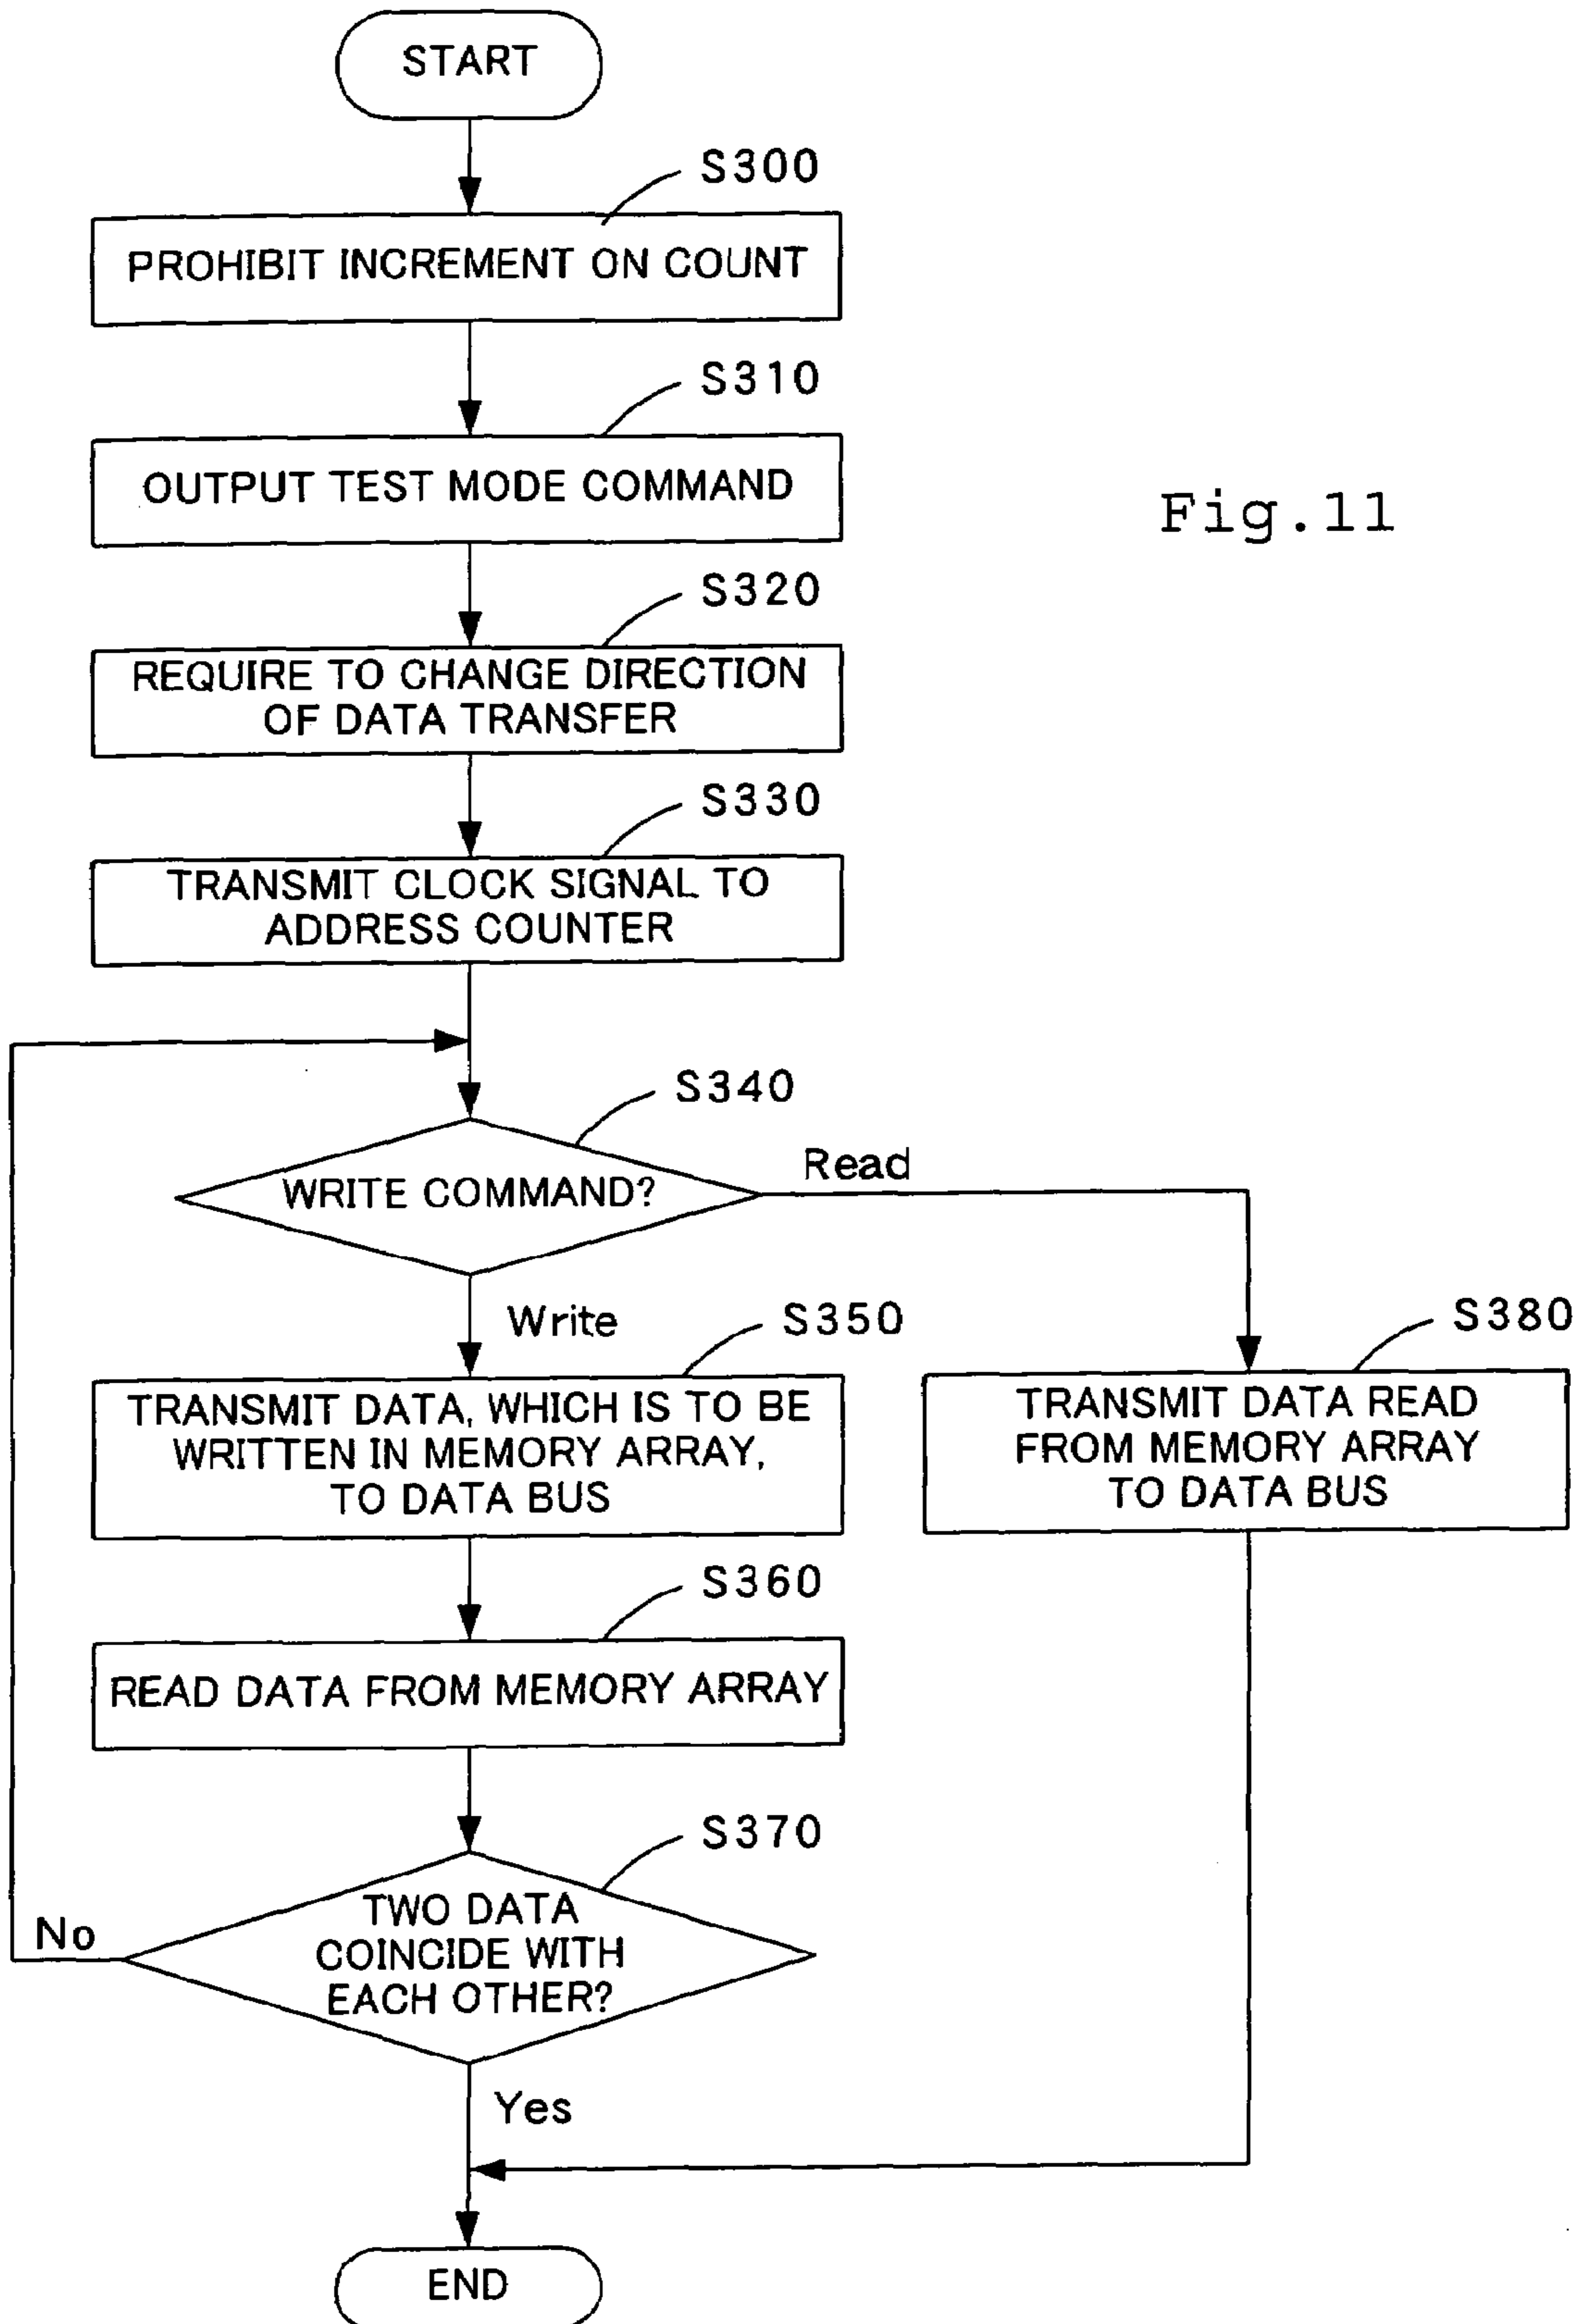 START
S300
PROHIBIT INCREMENT ON COUNT
S310
OUTPUT TEST MODE COMMAND
Fig.11
S320
REQUIRE TO CHANGE DIRECTION
OF DATA TRANSFER
S330
TRANSMIT CLOCK SIGNAL TO
ADDRESS COUNTER
S340
WRITE COMMAND?
Read
Write
S350
TRANSMIT DATA, WHICH IS TO BE
WRITTEN IN MEMORY ARRAY,
TO DATA BUS
S380
TRANSMIT DATA READ
FROM MEMORY ARRAY
TO DATA BUS
S360
READ DATA FROM MEMORY ARRAY
S370
TWO DATA
COINCIDE WITH
EACH OTHER?
No
Yes
END